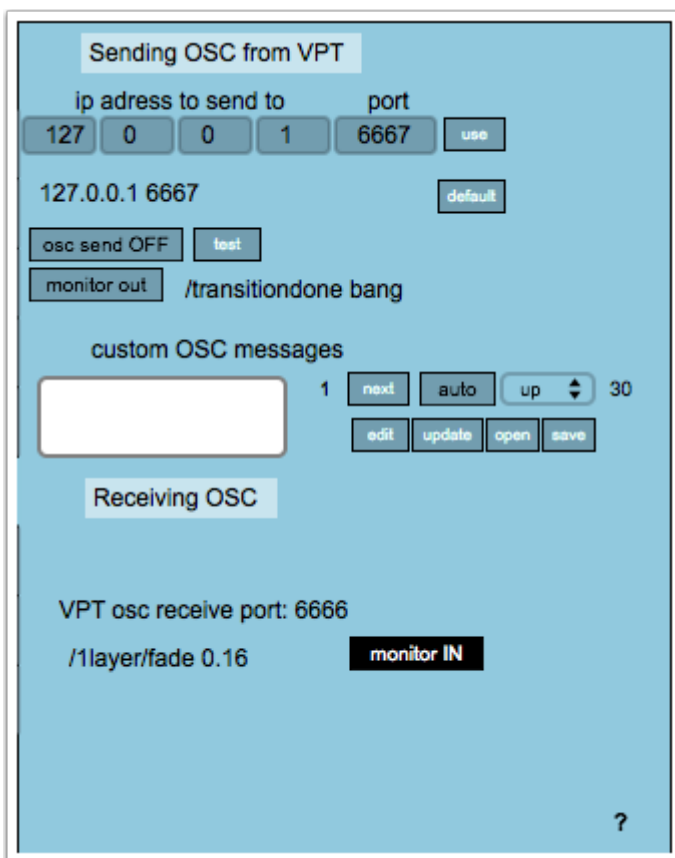 Sending OSC from VPT
ip adress to send to port
127 0 0 1 6667 use
127.0.0.1 6667 default
osc send OFF test
monitor out /transitiondone bang
custom OSC messages
1 next auto up 30
edit update open save
Receiving OSC
VPT osc receive port: 6666
/1layer/fade 0.16 monitor IN
?